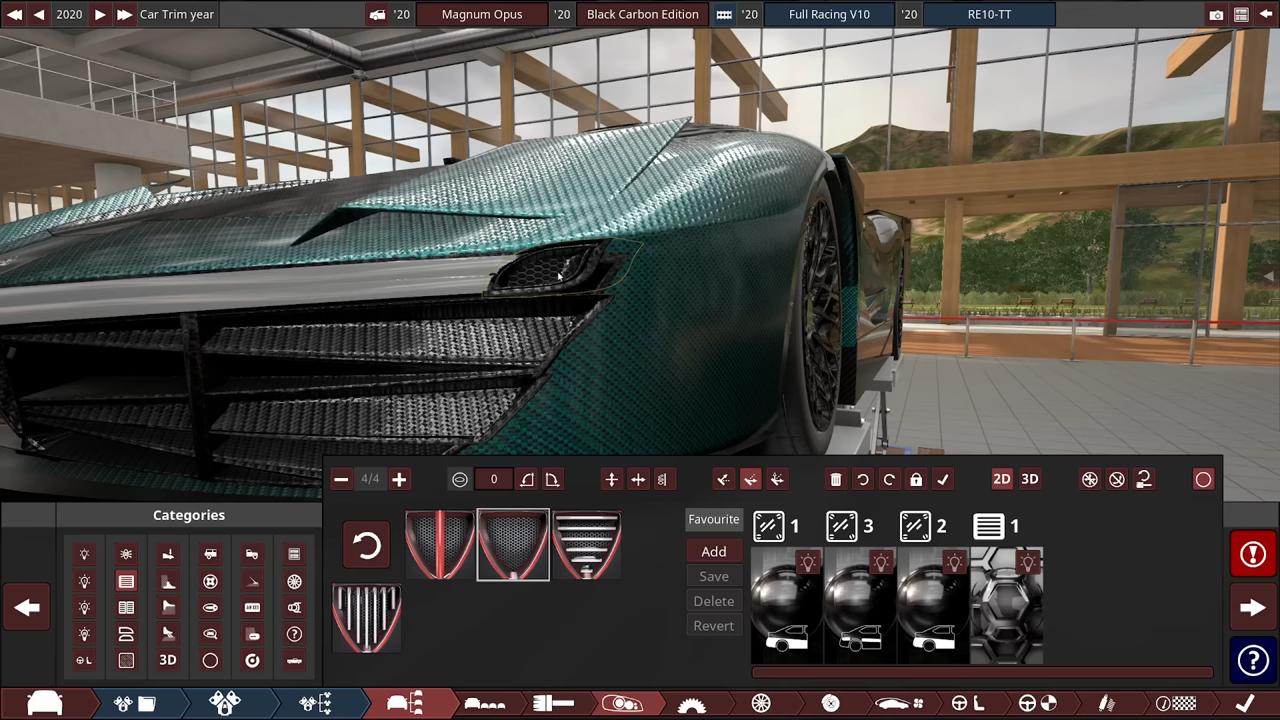 2020
Car Trim year
'20
Magnum Opus
'20
Black Carbon Edition
'20
Full Racing V10
'20
RE10-TT
4/4
0
2D
3D
Categories
Favourite
Add
Save
Delete
Revert
1
3
2
1
L
3D